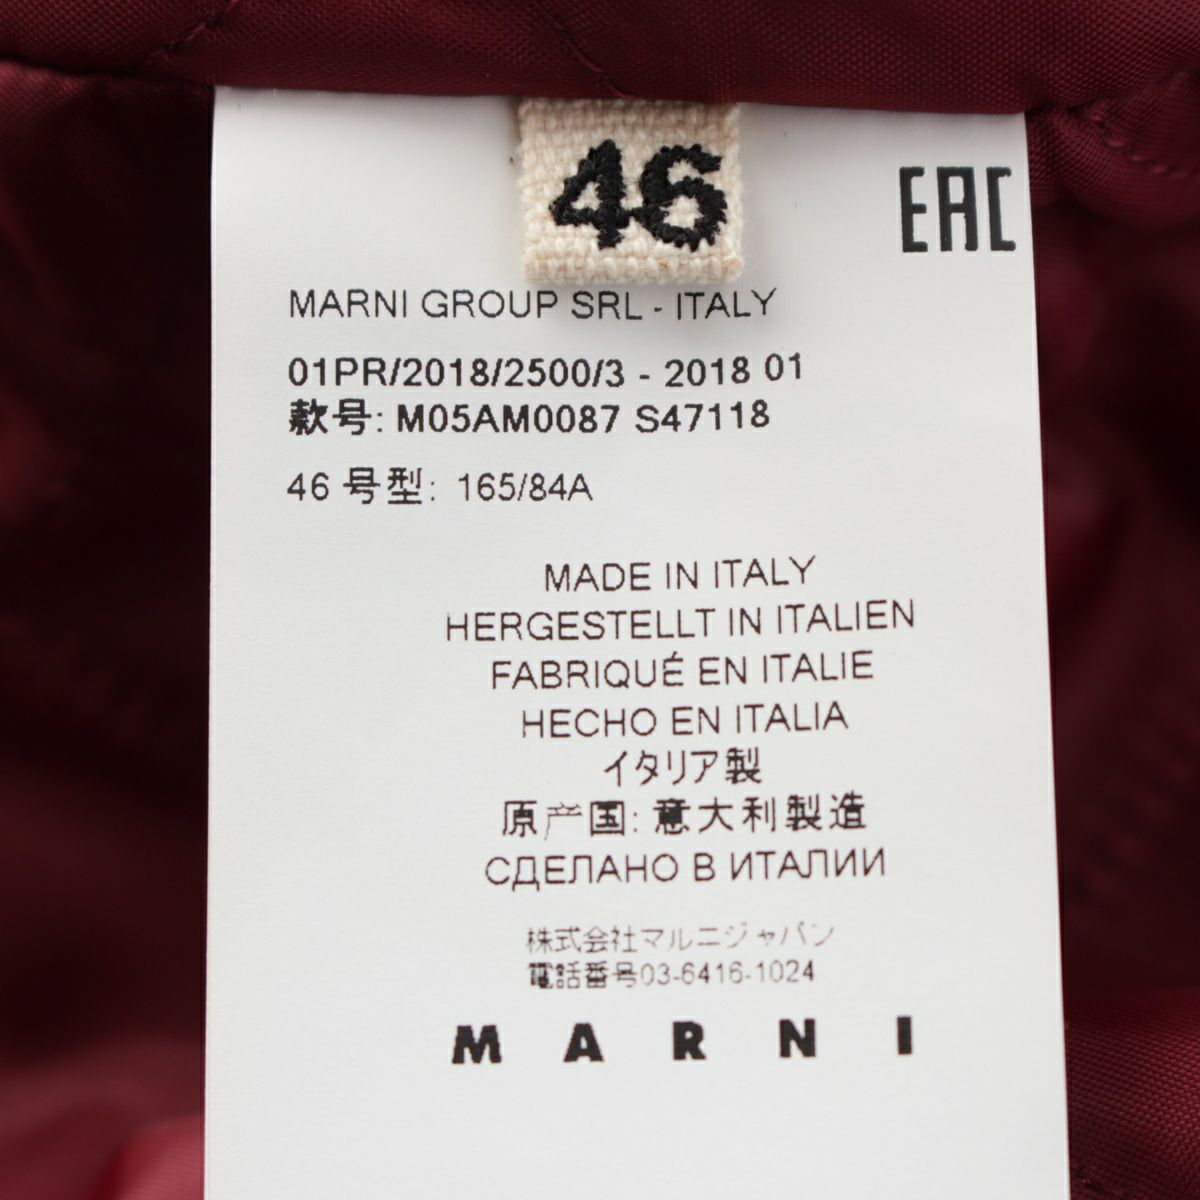 46
EAC
MARNI GROUP SRL - ITALY
01PR/2018/2500/3 - 2018 01
款号: M05AM0087 S47118
46 号型: 165/84A
MADE IN ITALY
HERGESTELLT IN ITALIEN
FABRIQUÉ EN ITALIE
HECHO EN ITALIA
イタリア製
原产国: 意大利製造
СДЕЛАНО В ИТАЛИИ
株式会社マルニジャパン
電話番号03-6416-1024
MARNI